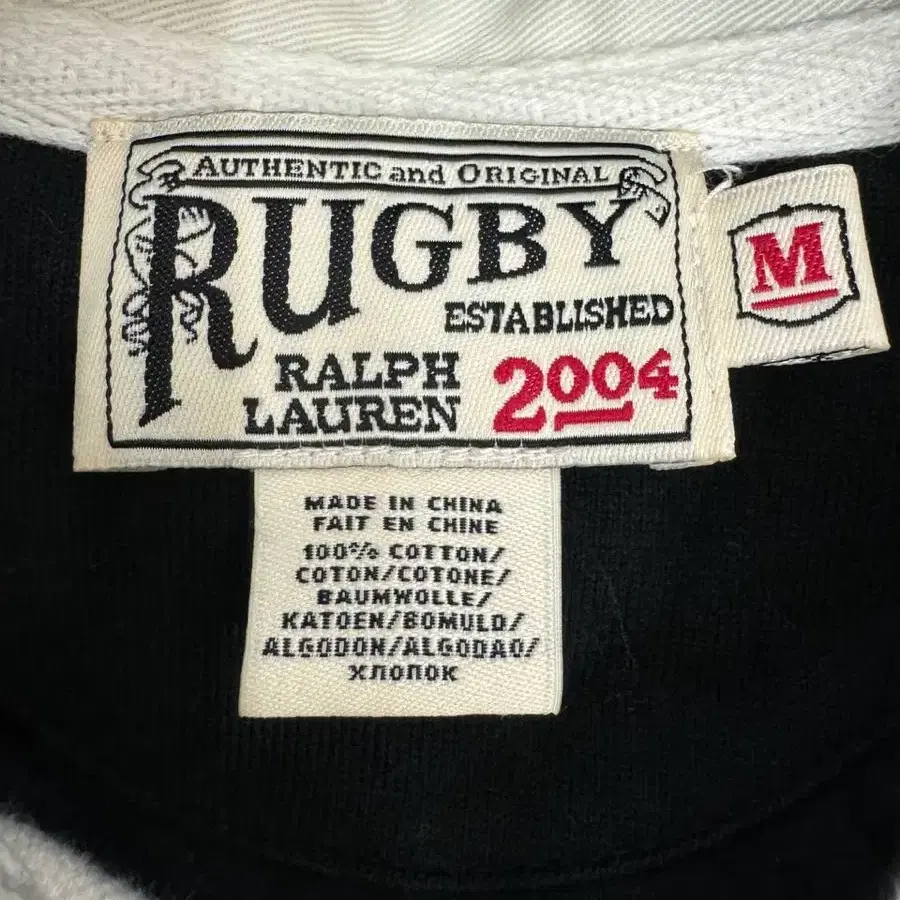 AUTHENTIC and ORIGINAL
RUGBY
ESTABLISHED
RALPH
LAUREN
2004
M
MADE IN CHINA
FAIT EN CHINE
100% COTTON/
COTON/COTONE/
BAUMWOLLE/
KATOEN/BOMULD/
ALGODON/ALGODAO/
ХЛОПОК